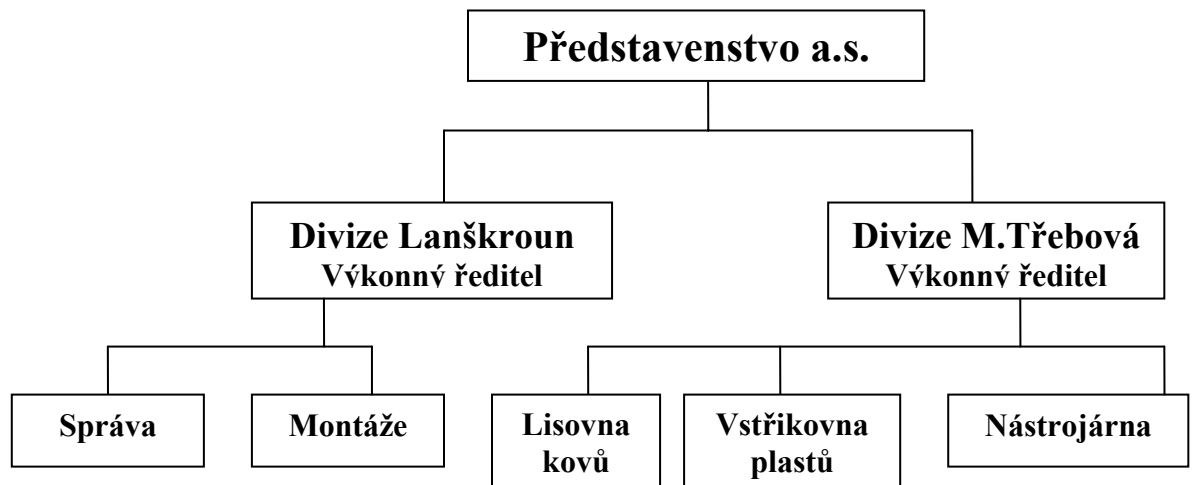 Představenstvo a.s.
Divize Lanškroun
Výkonný ředitel
Divize M.Třebová
Výkonný ředitel
Správa
Montáže
Lisovna
kovů
Vstřikovna
plastů
Nástrojárna